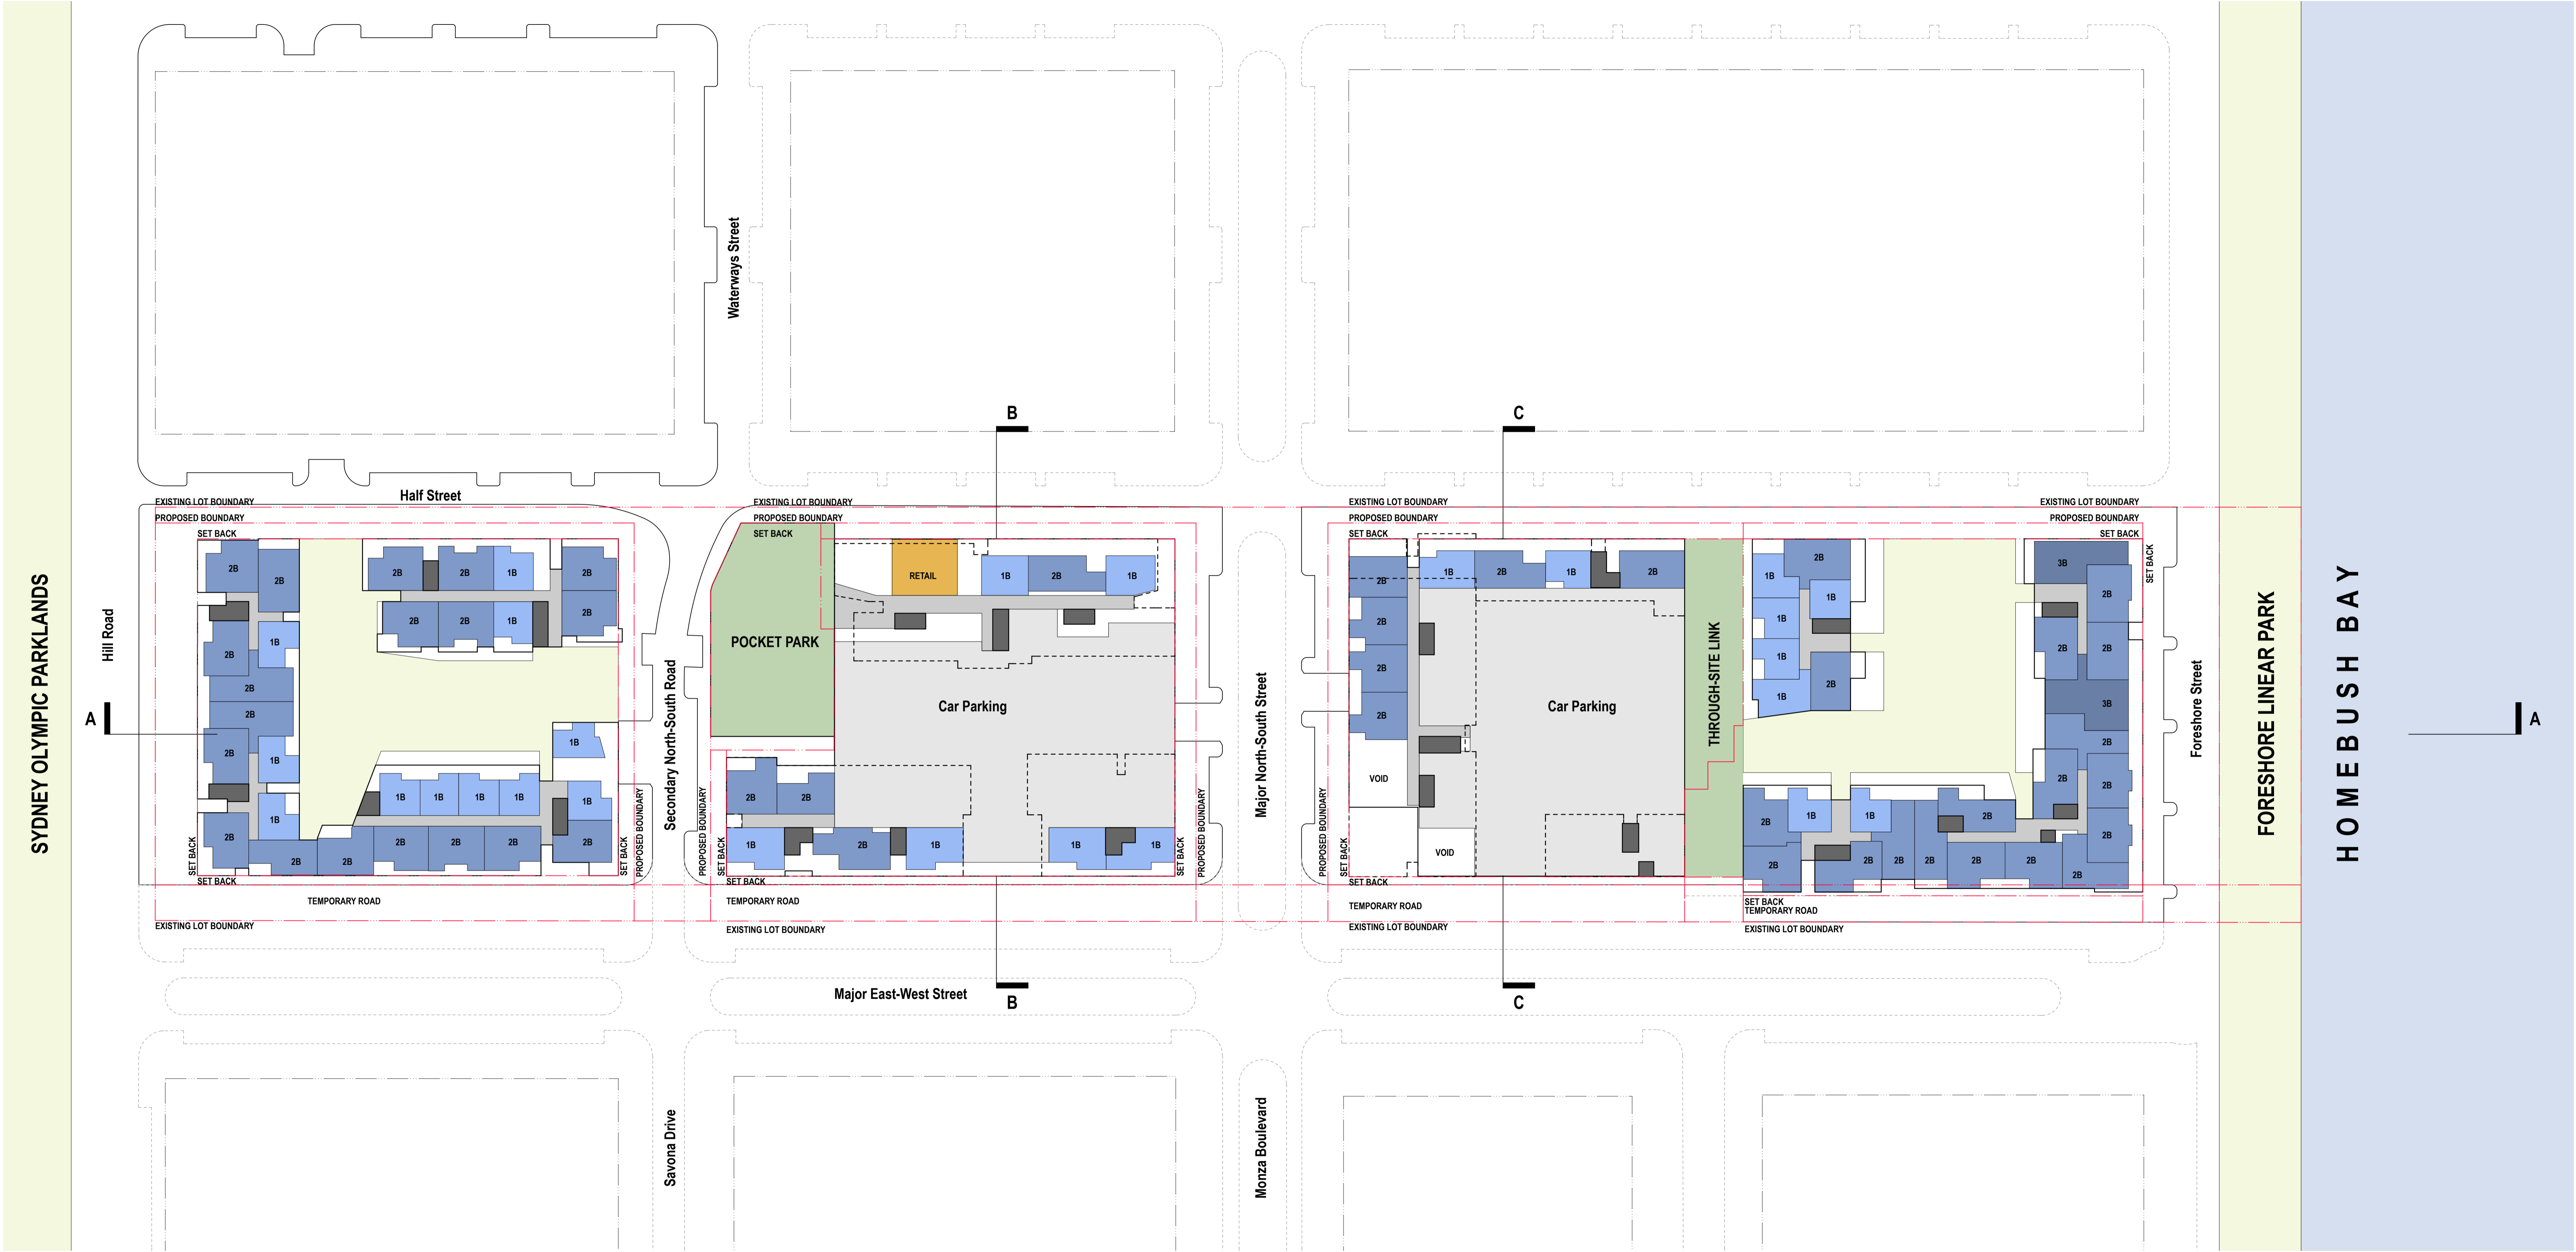 SYDNEY OLYMPIC PARKLANDS
Hill Road
Half Street
Waterways Street
Secondary North-South Road
Savona Drive
Major East-West Street
Major North-South Street
Monza Boulevard
Foreshore Street
FORESHORE LINEAR PARK
HOMEBUSH BAY
A
A
B
B
C
C
EXISTING LOT BOUNDARY
PROPOSED BOUNDARY
SET BACK
2B
2B
2B
1B
2B
2B
2B
1B
2B
1B
2B
2B
2B
2B
1B
2B
2B
2B
1B
2B
1B
1B
1B
1B
1B
1B
2B
2B
2B
2B
2B
SET BACK
SET BACK
SET BACK
PROPOSED BOUNDARY
TEMPORARY ROAD
EXISTING LOT BOUNDARY
EXISTING LOT BOUNDARY
PROPOSED BOUNDARY
SET BACK
POCKET PARK
RETAIL
1B
2B
1B
Car Parking
2B
2B
1B
2B
1B
1B
1B
PROPOSED BOUNDARY
SET BACK
SET BACK
PROPOSED BOUNDARY
SET BACK
TEMPORARY ROAD
EXISTING LOT BOUNDARY
EXISTING LOT BOUNDARY
PROPOSED BOUNDARY
SET BACK
2B
1B
2B
1B
2B
2B
2B
2B
Car Parking
VOID
VOID
PROPOSED BOUNDARY
SET BACK
SET BACK
TEMPORARY ROAD
EXISTING LOT BOUNDARY
THROUGH-SITE LINK
EXISTING LOT BOUNDARY
PROPOSED BOUNDARY
SET BACK
SET BACK
2B
1B
1B
1B
1B
1B
2B
3B
2B
2B
2B
3B
2B
2B
2B
2B
2B
1B
1B
2B
2B
2B
2B
2B
2B
2B
2B
SET BACK
TEMPORARY ROAD
EXISTING LOT BOUNDARY